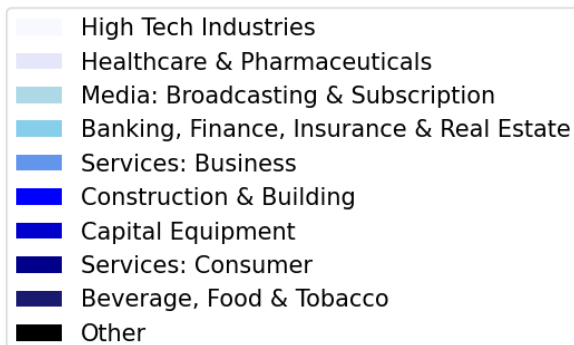 High Tech Industries
Healthcare & Pharmaceuticals
Media: Broadcasting & Subscription
Banking, Finance, Insurance & Real Estate
Services: Business
Construction & Building
Capital Equipment
Services: Consumer
Beverage, Food & Tobacco
Other